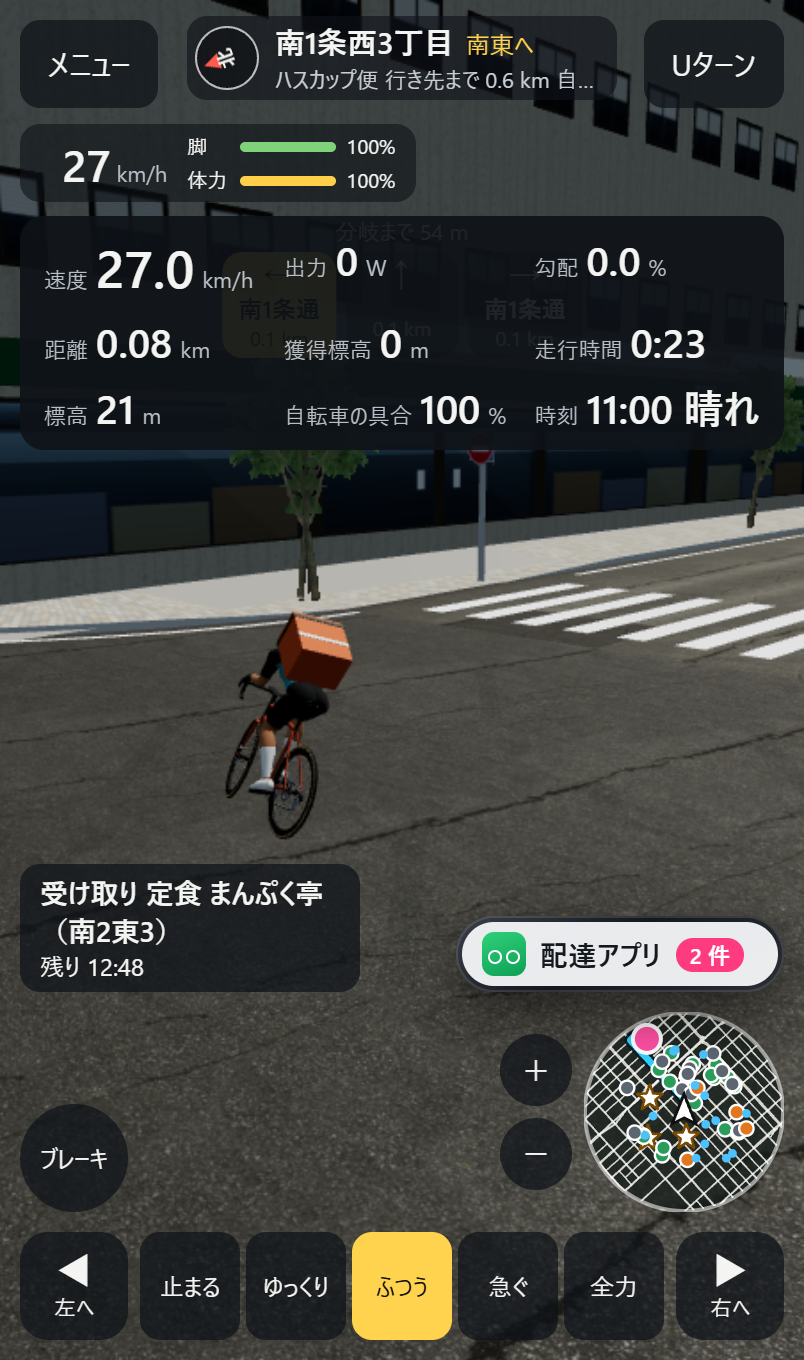 メニュー
北
南1条西3丁目 南東へ
ハスカップ便 行き先まで 0.6 km 自…
Uターン
27 km/h
脚 100%
体力 100%
分岐まで 54 m
速度 27.0 km/h 出力 0 W 勾配 0.0 %
← ↑ →
南1条通 南1条通
距離 0.08 km 獲得標高 0 m 走行時間 0:23
標高 21 m 自転車の具合 100 % 時刻 11:00 晴れ
受け取り 定食 まんぷく亭
（南2東3）
残り 12:48
配達アプリ 2 件
+
−
ブレーキ
◀ 左へ
止まる
ゆっくり
ふつう
急ぐ
全力
▶ 右へ